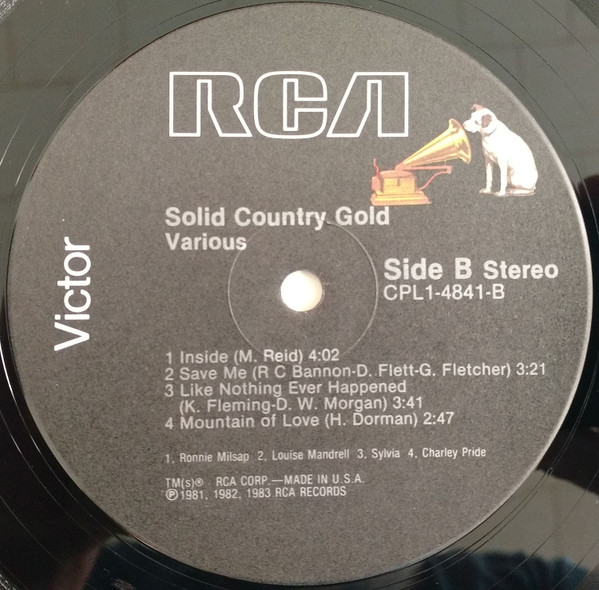 RCA
Victor
Solid Country Gold
Various
Side B Stereo
CPL1-4841-B
1 Inside (M. Reid) 4:02
2 Save Me (R C Bannon-D. Flett-G. Fletcher) 3:21
3 Like Nothing Ever Happened
(K. Fleming-D. W. Morgan) 3:41
4 Mountain of Love (H. Dorman) 2:47
1. Ronnie Milsap 2. Louise Mandrell 3. Sylvia 4. Charley Pride
TM(s)® RCA CORP.—MADE IN U.S.A.
Ⓟ1981, 1982, 1983 RCA RECORDS